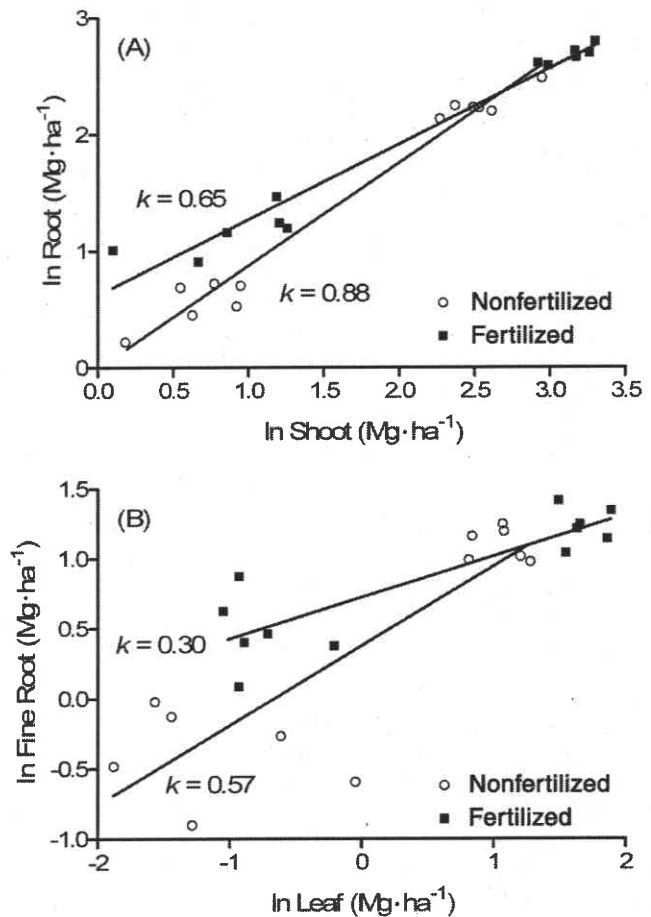 (A)
3
2
1
0
ln Root (Mg·ha⁻¹)
k = 0.65
k = 0.88
Nonfertilized
Fertilized
0.0 0.5 1.0 1.5 2.0 2.5 3.0 3.5
ln Shoot (Mg·ha⁻¹)
(B)
1.5
1.0
0.5
0.0
-0.5
-1.0
ln Fine Root (Mg·ha⁻¹)
k = 0.30
k = 0.57
Nonfertilized
Fertilized
-2 -1 0 1 2
ln Leaf (Mg·ha⁻¹)